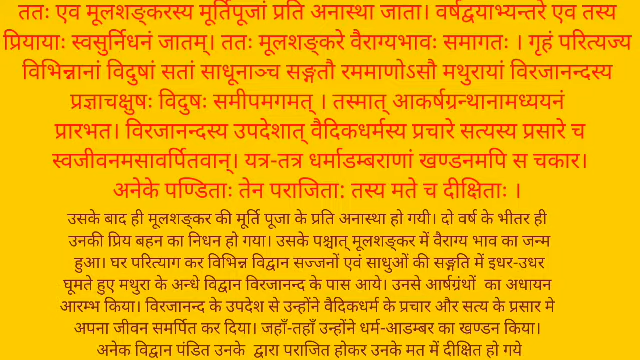 ततः एव मूलशङ्करस्य मूर्तिपूजां प्रति अनास्था जाता। वर्षद्वयाभ्यन्तरे एव तस्य
प्रियायाः स्वसुर्निधनं जातम्। ततः मूलशङ्करे वैराग्यभावः समागतः । गृहं परित्यज्य
विभिन्नानां विदुषां सतां साधूनाञ्च सङ्गतौ रममाणोऽसौ मथुरायां विरजानन्दस्य
प्रज्ञाचक्षुषः विदुषः समीपमगमत् । तस्मात् आकर्षग्रन्थानामध्ययनं
प्रारभत। विरजानन्दस्य उपदेशात् वैदिकधर्मस्य प्रचारे सत्यस्य प्रसारे च
स्वजीवनमसावर्पितवान्। यत्र-तत्र धर्माडम्बराणां खण्डनमपि स चकार।
अनेके पण्डिताः तेन पराजिता: तस्य मते च दीक्षिताः ।
उसके बाद ही मूलशङ्कर की मूर्ति पूजा के प्रति अनास्था हो गयी। दो वर्ष के भीतर ही
उनकी प्रिय बहन का निधन हो गया। उसके पश्चात् मूलशङ्कर में वैराग्य भाव का जन्म
हुआ। घर परित्याग कर विभिन्न विद्वान सज्जनों एवं साधुओं की सङ्गति में इधर-उधर
घूमते हुए मथुरा के अन्धे विद्वान विरजानन्द के पास आये। उनसे आर्षग्रंथों का अधायन
आरम्भ किया। विरजानन्द के उपदेश से उन्होंने वैदिकधर्म के प्रचार और सत्य के प्रसार मे
अपना जीवन समर्पित कर दिया। जहाँ-तहाँ उन्होंने धर्म-आडम्बर का खण्डन किया।
अनेक विद्वान पंडित उनके द्वारा पराजित होकर उनके मत में दीक्षित हो गये